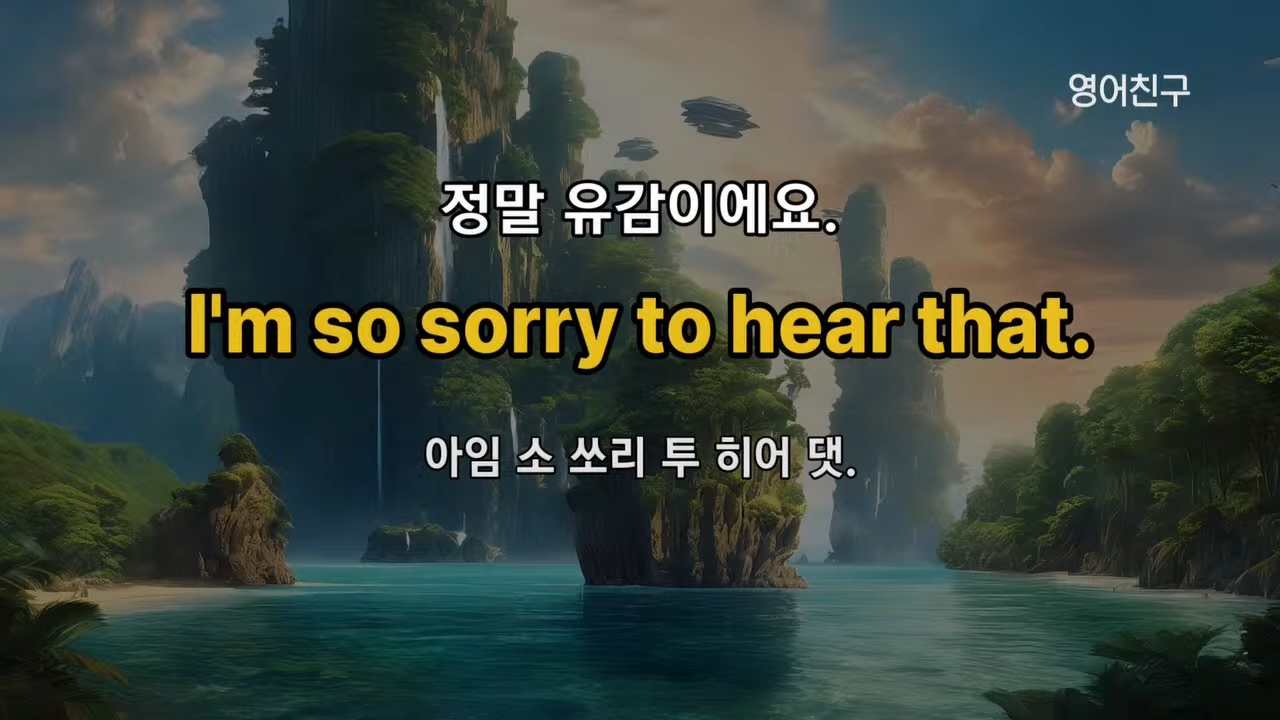 영어친구
정말 유감이에요.
I'm so sorry to hear that.
아임 소 쏘리 투 히어 댓.